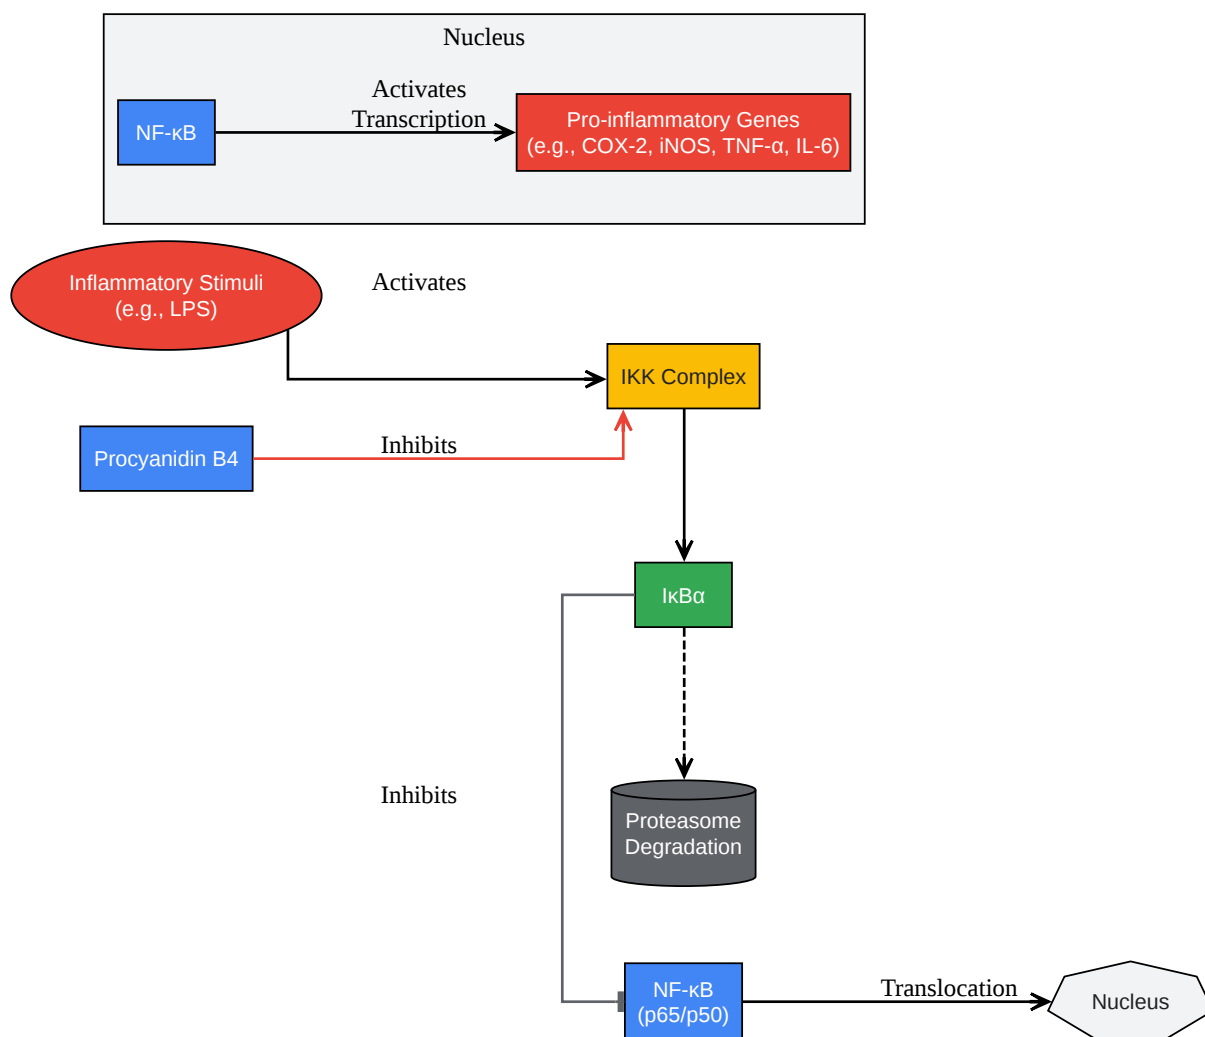 Nucleus
Activates
Transcription
NF-κB
Pro-inflammatory Genes
(e.g., COX-2, iNOS, TNF-α, IL-6)
Inflammatory Stimuli
(e.g., LPS)
Activates
IKK Complex
Procyanidin B4
Inhibits
IκBα
Inhibits
Proteasome
Degradation
NF-κB
(p65/p50)
Translocation
Nucleus